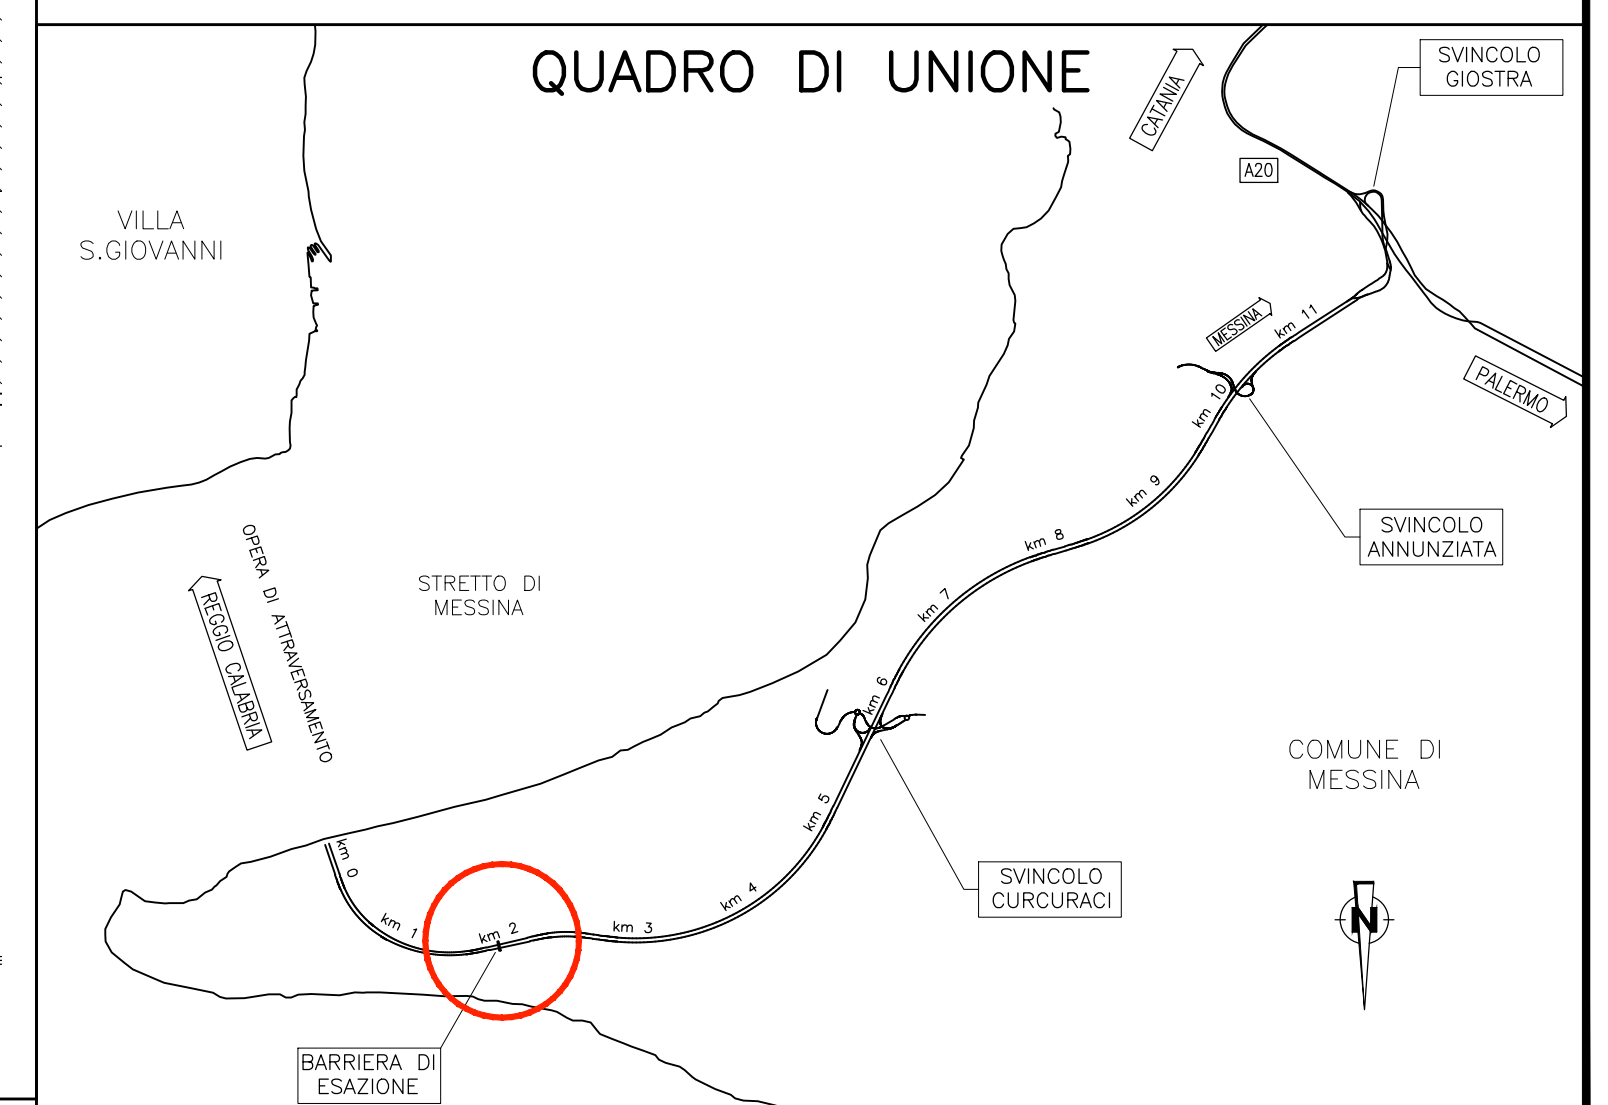 QUADRO DI UNIONE
SVINCOLO
GIOSTRA
CATANIA
A20
VILLA
S.GIOVANNI
MESSINA
km 11
PALERMO
km 10
km 9
SVINCOLO
ANNUNZIATA
km 8
OPERA DI ATTRAVERSAMENTO
REGGIO CALABRIA
STRETTO DI
MESSINA
km 7
km 6
COMUNE DI
MESSINA
km 5
SVINCOLO
CURCURACI
km 4
km 3
km 2
km 1
km 0
N
BARRIERA DI
ESAZIONE